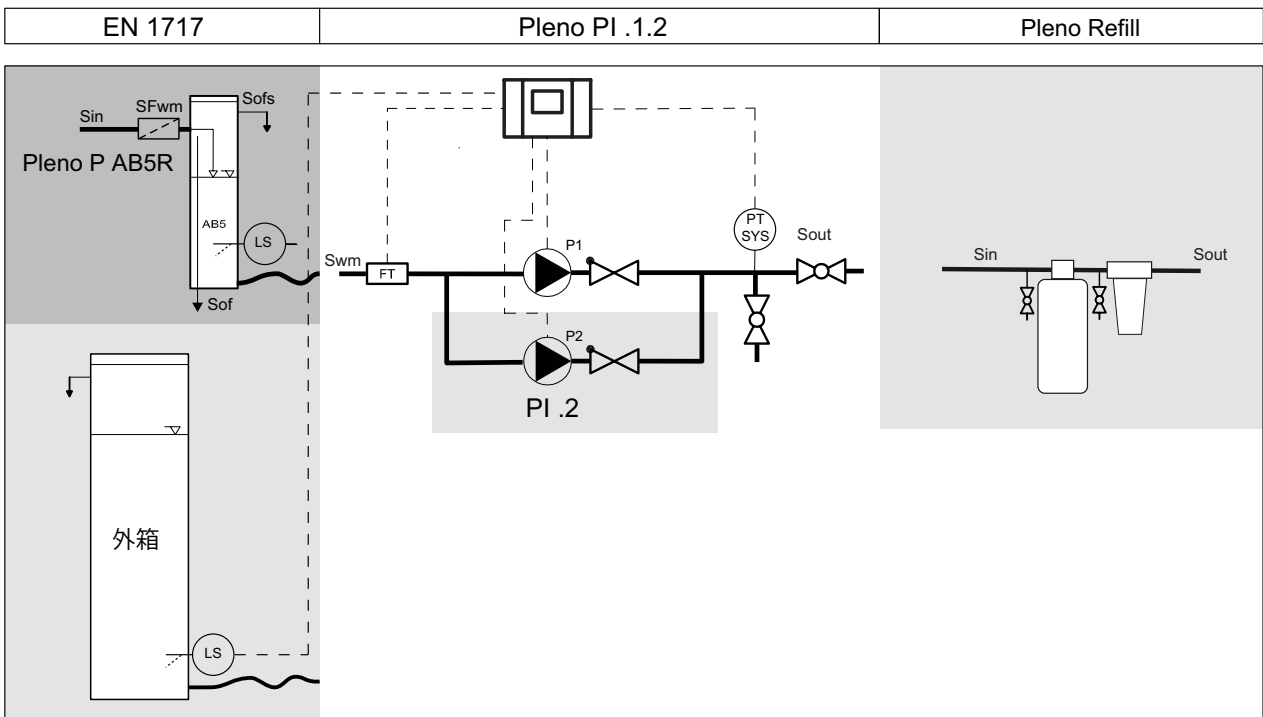 EN 1717
Pleno PI .1.2
Pleno Refill
Sin
SFwm
Sofs
Pleno P AB5R
AB5
LS
Sof
Swm
FT
P1
PT
SYS
Sout
P2
PI .2
Sin
Sout
外箱
LS